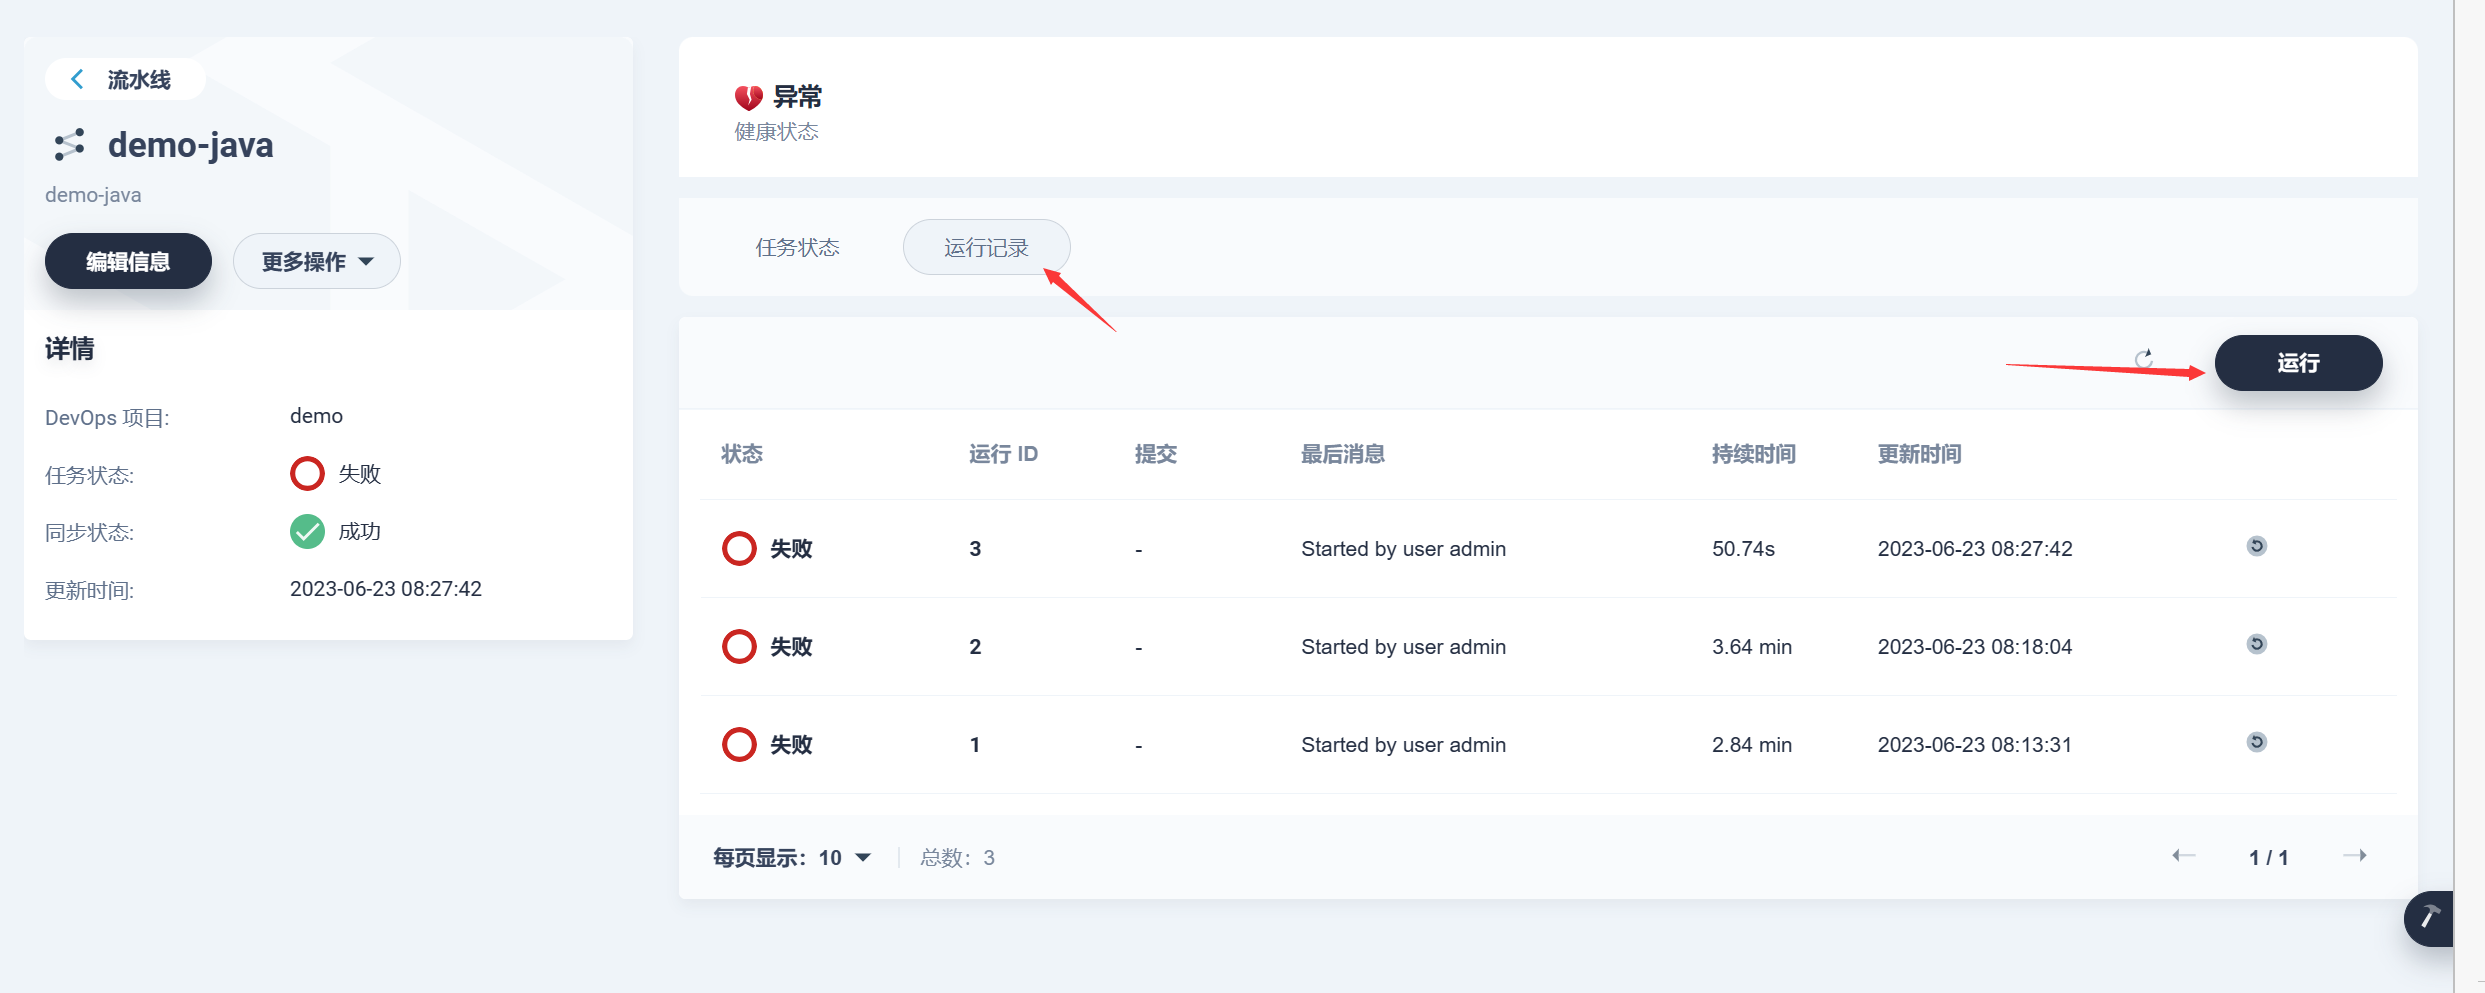 流水线
demo-java
demo-java
编辑信息 更多操作
详情
DevOps 项目: demo
任务状态: 失败
同步状态: 成功
更新时间: 2023-06-23 08:27:42
异常
健康状态
任务状态 运行记录
运行
状态 运行 ID 提交 最后消息 持续时间 更新时间
失败 3 - Started by user admin 50.74s 2023-06-23 08:27:42
失败 2 - Started by user admin 3.64 min 2023-06-23 08:18:04
失败 1 - Started by user admin 2.84 min 2023-06-23 08:13:31
每页显示: 10 总数: 3 1 / 1